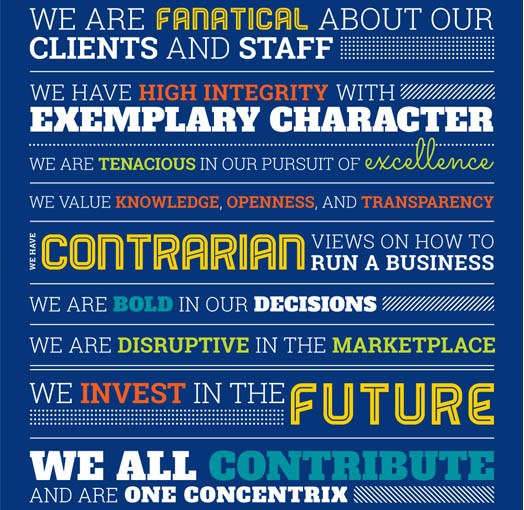 WE ARE FANATICAL ABOUT OUR
CLIENTS AND STAFF
WE HAVE HIGH INTEGRITY WITH
EXEMPLARY CHARACTER
WE ARE TENACIOUS IN OUR PURSUIT OF excellence
WE VALUE KNOWLEDGE, OPENNESS, AND TRANSPARENCY
WE HAVE CONTRARIAN VIEWS ON HOW TO
RUN A BUSINESS
WE ARE BOLD IN OUR DECISIONS
WE ARE DISRUPTIVE IN THE MARKETPLACE
WE INVEST IN THE FUTURE
WE ALL CONTRIBUTE
AND ARE ONE CONCENTRIX